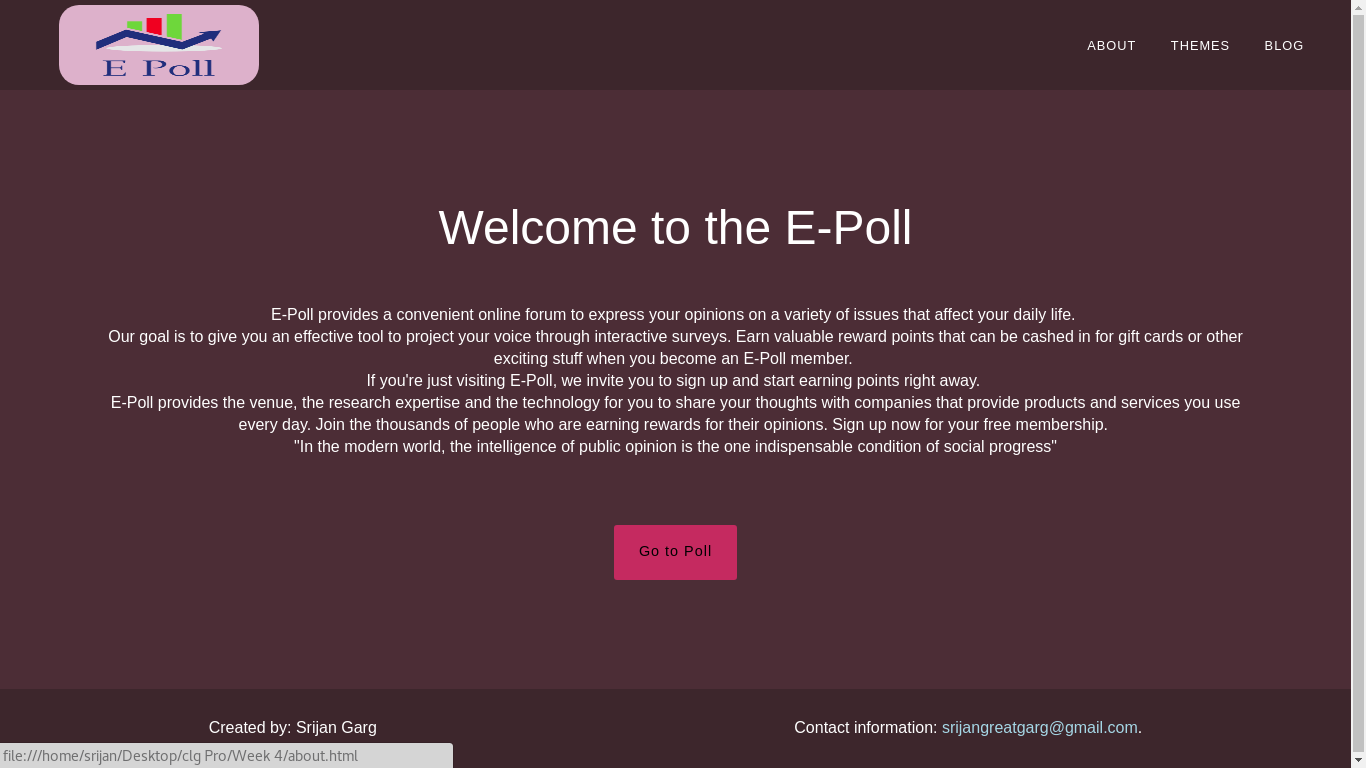 E Poll
ABOUT THEMES BLOG
Welcome to the E-Poll
E-Poll provides a convenient online forum to express your opinions on a variety of issues that affect your daily life.
Our goal is to give you an effective tool to project your voice through interactive surveys. Earn valuable reward points that can be cashed in for gift cards or other
exciting stuff when you become an E-Poll member.
If you're just visiting E-Poll, we invite you to sign up and start earning points right away.
E-Poll provides the venue, the research expertise and the technology for you to share your thoughts with companies that provide products and services you use
every day. Join the thousands of people who are earning rewards for their opinions. Sign up now for your free membership.
"In the modern world, the intelligence of public opinion is the one indispensable condition of social progress"
Go to Poll
Created by: Srijan Garg
Contact information: srijangreatgarg@gmail.com.
file:///home/srijan/Desktop/clg Pro/Week 4/about.html